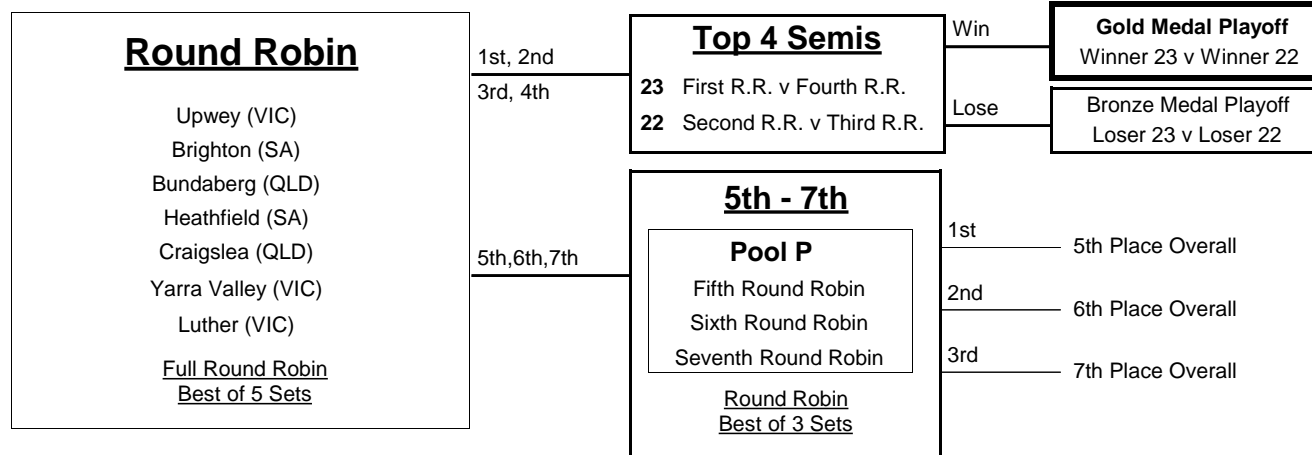 Round Robin
Upwey (VIC)
Brighton (SA)
Bundaberg (QLD)
Heathfield (SA)
Craigslea (QLD)
Yarra Valley (VIC)
Luther (VIC)
Full Round Robin
Best of 5 Sets
1st, 2nd
3rd, 4th
5th,6th,7th
Top 4 Semis
23 First R.R. v Fourth R.R.
22 Second R.R. v Third R.R.
Win
Lose
Gold Medal Playoff
Winner 23 v Winner 22
Bronze Medal Playoff
Loser 23 v Loser 22
5th - 7th
Pool P
Fifth Round Robin
Sixth Round Robin
Seventh Round Robin
Round Robin
Best of 3 Sets
1st
5th Place Overall
2nd
6th Place Overall
3rd
7th Place Overall